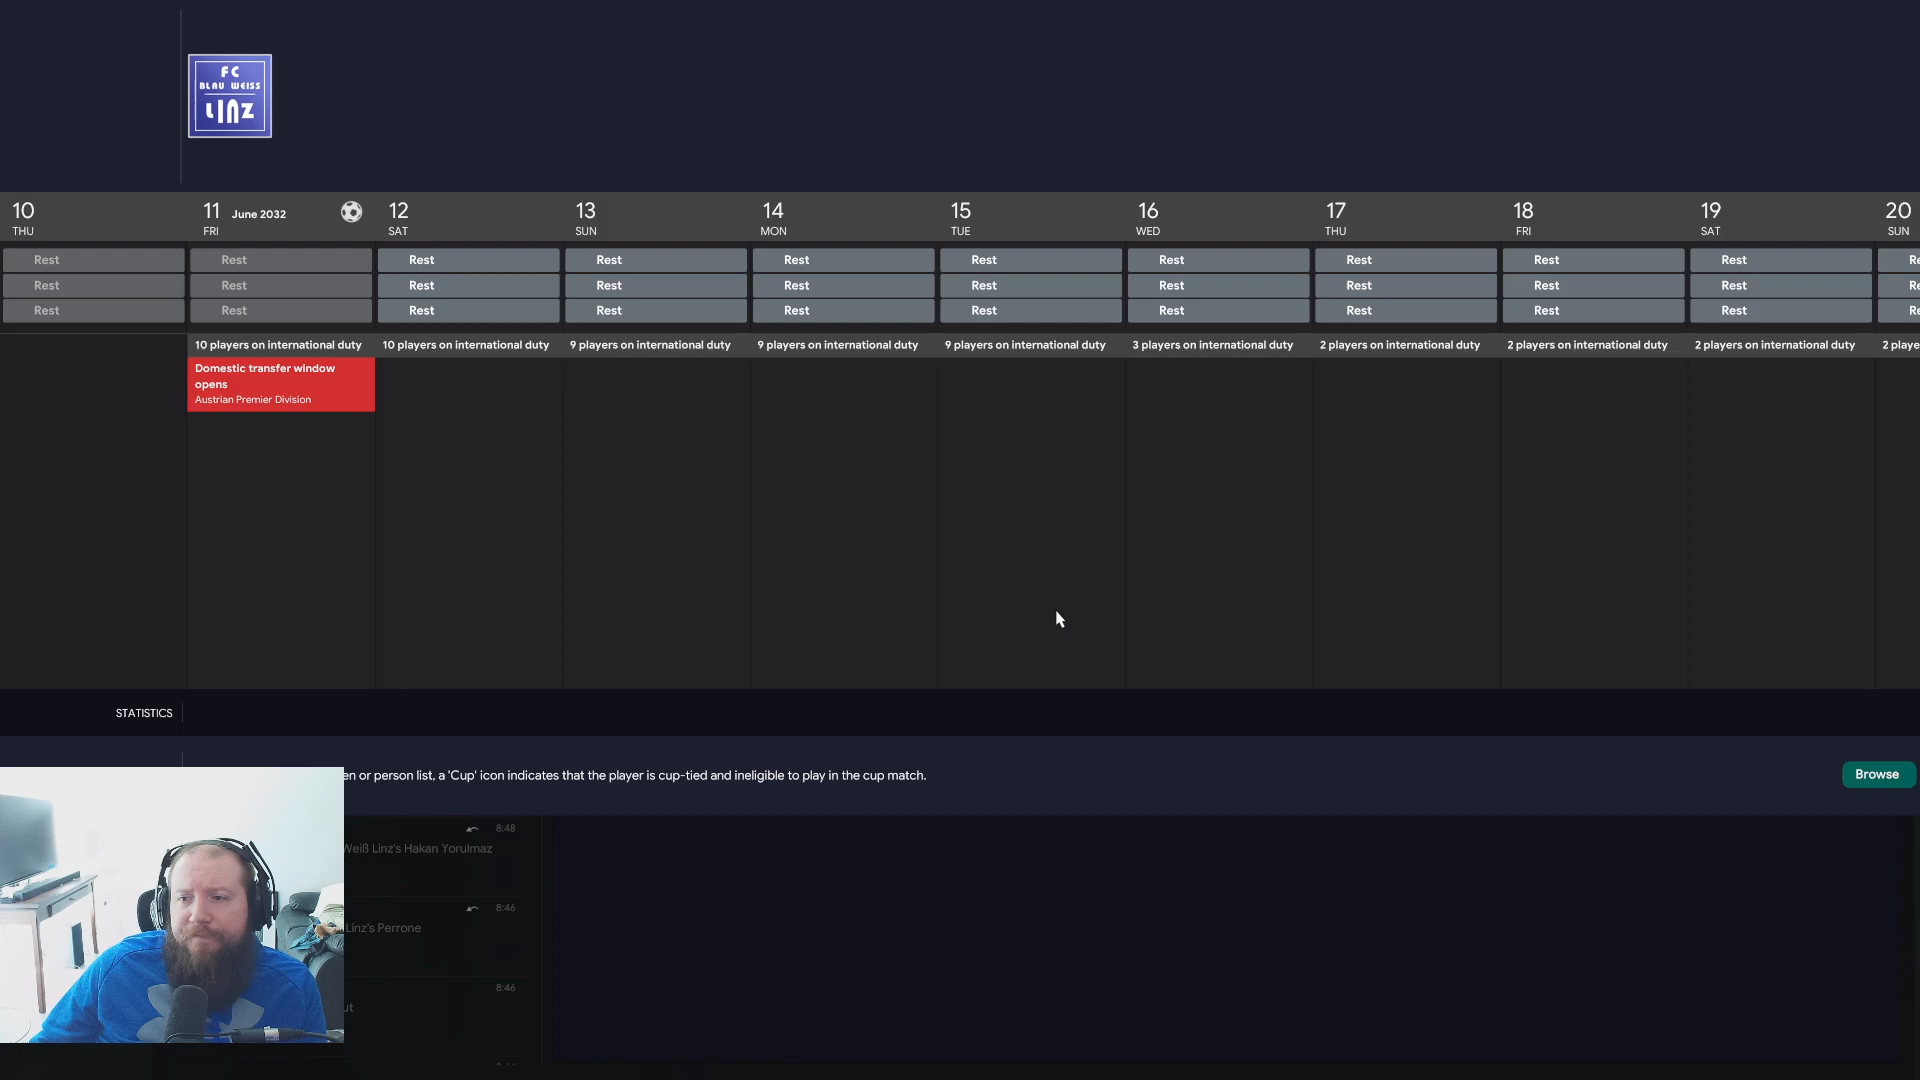 FC
BLAU WEISS
LINZ
10
THU
11 June 2032
FRI
12
SAT
13
SUN
14
MON
15
TUE
16
WED
17
THU
18
FRI
19
SAT
20
SUN
Rest Rest Rest Rest Rest Rest Rest Rest Rest Rest Re
Rest Rest Rest Rest Rest Rest Rest Rest Rest Rest Re
Rest Rest Rest Rest Rest Rest Rest Rest Rest Rest Re
10 players on international duty 10 players on international duty 9 players on international duty 9 players on international duty 9 players on international duty 3 players on international duty 2 players on international duty 2 players on international duty 2 players on international duty 2 playe
Domestic transfer window
opens
Austrian Premier Division
STATISTICS
en or person list, a 'Cup' icon indicates that the player is cup-tied and ineligible to play in the cup match.
Browse
8:48
Weiß Linz's Hakan Yorulmaz
8:46
Linz's Perrone
8:46
ut